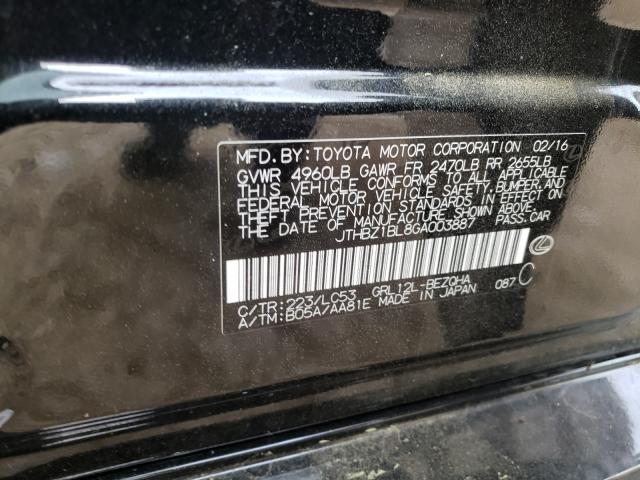 MFD. BY: TOYOTA MOTOR CORPORATION 02/16
GVWR 4960LB GAWR FR 2470LB RR 2655LB
THIS VEHICLE CONFORMS TO ALL APPLICABLE
FEDERAL MOTOR VEHICLE SAFETY, BUMPER, AND
THEFT PREVENTION STANDARDS IN EFFECT ON
THE DATE OF MANUFACTURE SHOWN ABOVE.
JTHBZ1BL8GA003887 PASS.CAR
C/TR: 223/LC53 GRL12L-BEZQHA 087 C
A/TM: B05A/AA81E MADE IN JAPAN